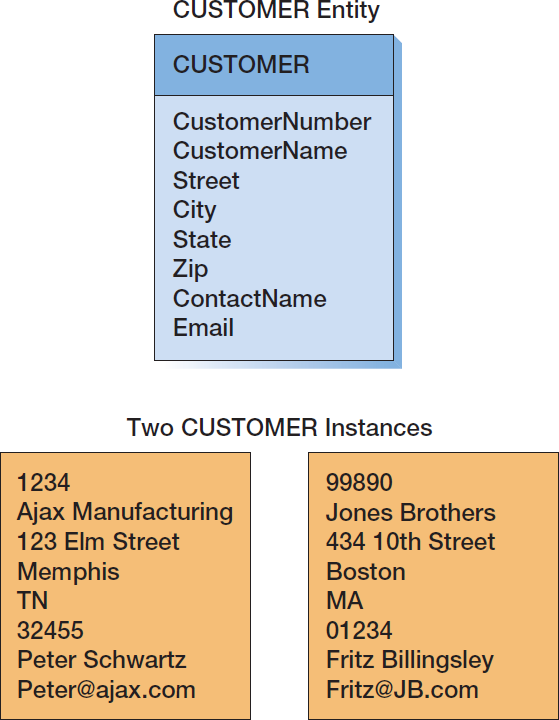 CUSTOMER Entity
CUSTOMER
CustomerNumber
CustomerName
Street
City
State
Zip
ContactName
Email
Two CUSTOMER Instances
1234
Ajax Manufacturing
123 Elm Street
Memphis
TN
32455
Peter Schwartz
Peter@ajax.com
99890
Jones Brothers
434 10th Street
Boston
MA
01234
Fritz Billingsley
Fritz@JB.com